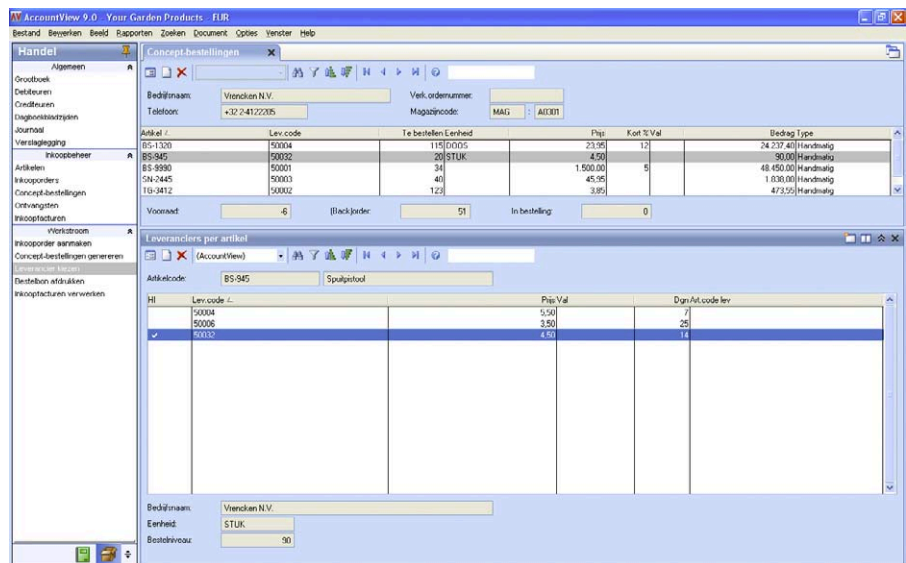 AccountView 9.0 - Your Garden Products - EUR
Bestand Bewerken Beeld Rapporten Zoeken Document Opties Venster Help
Handel
Algemeen
Grootboek
Debiteuren
Crediteuren
Dagboekbladzijden
Journaal
Verslaglegging
Inkoopbeheer
Artikelen
Inkooporders
Concept-bestellingen
Ontvangsten
Inkoopfacturen
Werkstroom
Inkooporder aanmaken
Concept-bestellingen genereren
Leverancier kiezen
Bestelbon afdrukken
Inkoopfacturen verwerken
Concept-bestellingen
Bedrijfsnaam: Vrencken N.V. Verk.ordernummer:
Telefoon: +32 2-4122205 Magazijncode: MAG : A0301
Artikel Lev.code Te bestellen Eenheid Prijs Kort % Val Bedrag Type
BS-1320 50004 115 DOOS 23,95 12 24.237,40 Handmatig
BS-945 50032 20 STUK 4,50 90,00 Handmatig
BS-9990 50001 34 1.500,00 5 48.450,00 Handmatig
SN-2445 50003 40 45,95 1.838,00 Handmatig
TG-3412 50002 123 3,85 473,55 Handmatig
Voorraad: -6 (Back)order: 51 In bestelling: 0
Leveranciers per artikel
(AccountView)
Artikelcode: BS-945 Spuitpistool
HI Lev.code Prijs Val Dgn Art.code lev
50004 5,50 7
50006 3,50 25
50032 4,50 14
Bedrijfsnaam: Vrencken N.V.
Eenheid: STUK
Bestelniveau: 90